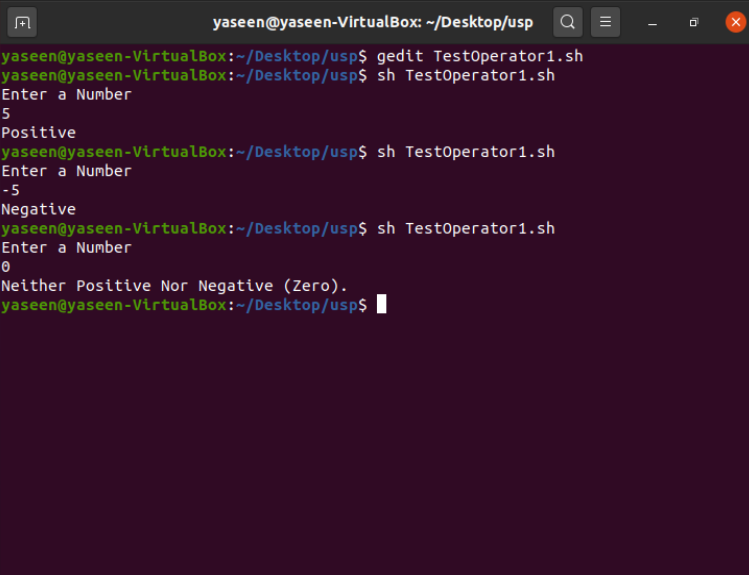 yaseen@yaseen-VirtualBox: ~/Desktop/usp
yaseen@yaseen-VirtualBox:~/Desktop/usp$ gedit TestOperator1.sh
yaseen@yaseen-VirtualBox:~/Desktop/usp$ sh TestOperator1.sh
Enter a Number
5
Positive
yaseen@yaseen-VirtualBox:~/Desktop/usp$ sh TestOperator1.sh
Enter a Number
-5
Negative
yaseen@yaseen-VirtualBox:~/Desktop/usp$ sh TestOperator1.sh
Enter a Number
0
Neither Positive Nor Negative (Zero).
yaseen@yaseen-VirtualBox:~/Desktop/usp$